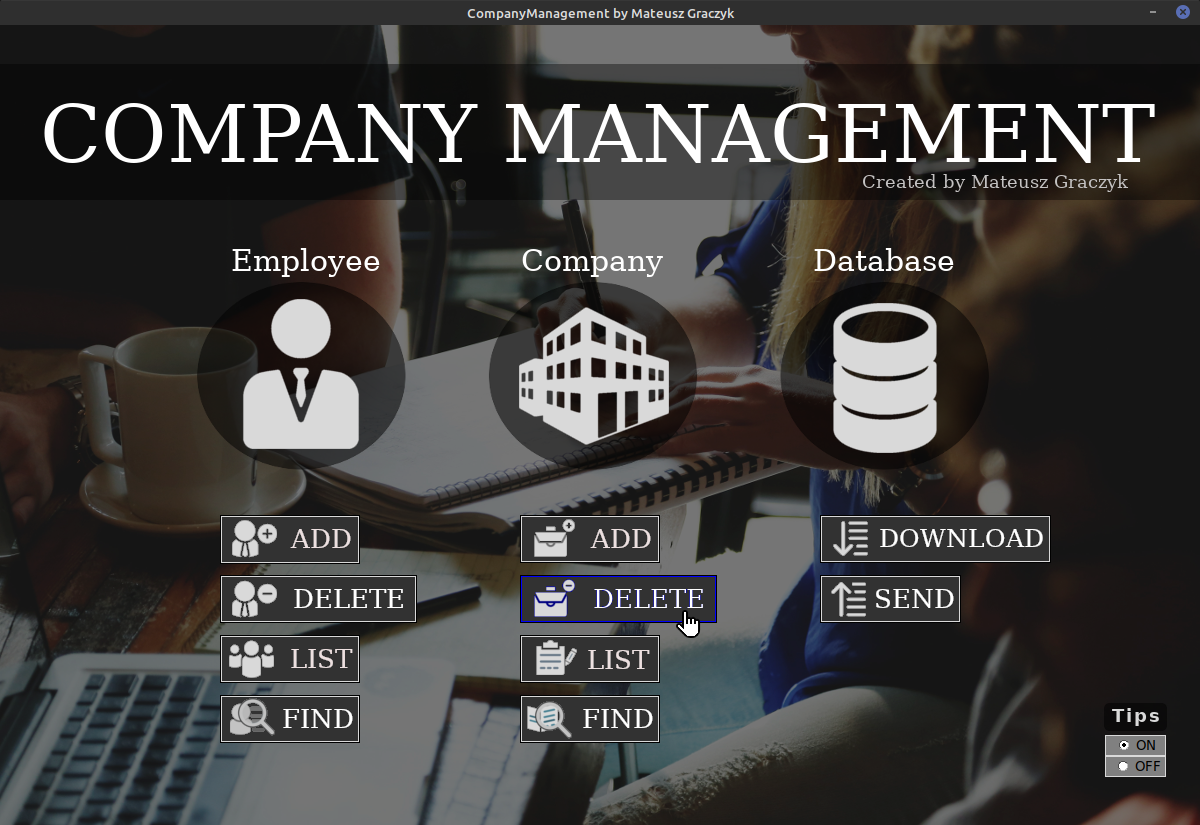 CompanyManagement by Mateusz Graczyk
COMPANY MANAGEMENT
Created by Mateusz Graczyk
Employee
Company
Database
ADD
DELETE
LIST
FIND
ADD
DELETE
LIST
FIND
DOWNLOAD
SEND
Tips
ON
OFF